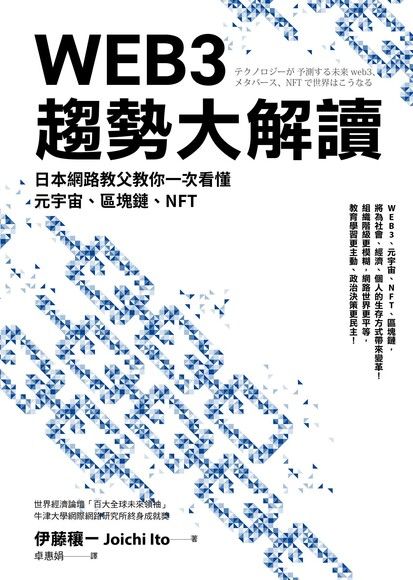 WEB3
テクノロジーが 予測する未来 web3、
メタバース、NFT で世界はこうなる
趨勢大解讀
日本網路教父教你一次看懂
元宇宙、區塊鏈、NFT
WEB3、元宇宙、NFT、區塊鏈，
將為社會、經濟、個人的生存方式帶來變革！
組織階級更模糊，網路世界更平等，
教育學習更主動、政治決策更民主！
世界經濟論壇「百大全球未來領袖」
牛津大學網際網路研究所終身成就獎
伊藤穰一 Joichi Ito——著
卓惠娟——譯